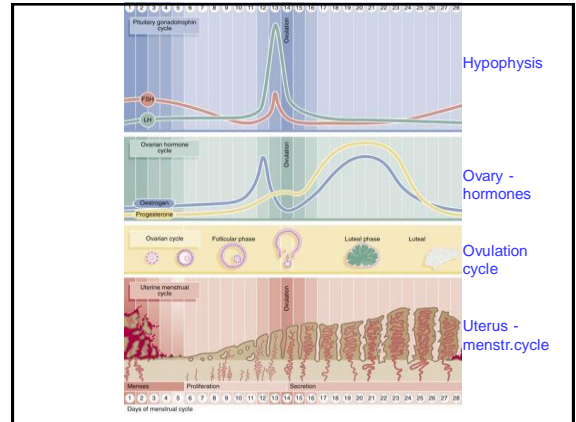 1 2 3 4 5 6 7 8 9 10 11 12 13 14 15 16 17 18 19 20 21 22 23 24 25 26 27 28
Pituitary gonadotrophin
cycle
Ovulation
Hypophysis
FSH
LH
Ovarian hormone
cycle
Ovulation
Ovary -
hormones
Oestrogen
Progesterone
Ovarian cycle
Follicular phase
Luteal phase
Luteal
Ovulation
cycle
Uterine menstrual
cycle
Ovulation
Uterus -
menstr.cycle
Menses
Proliferation
Secretion
1 2 3 4 5 6 7 8 9 10 11 12 13 14 15 16 17 18 19 20 21 22 23 24 25 26 27 28
Days of menstrual cycle